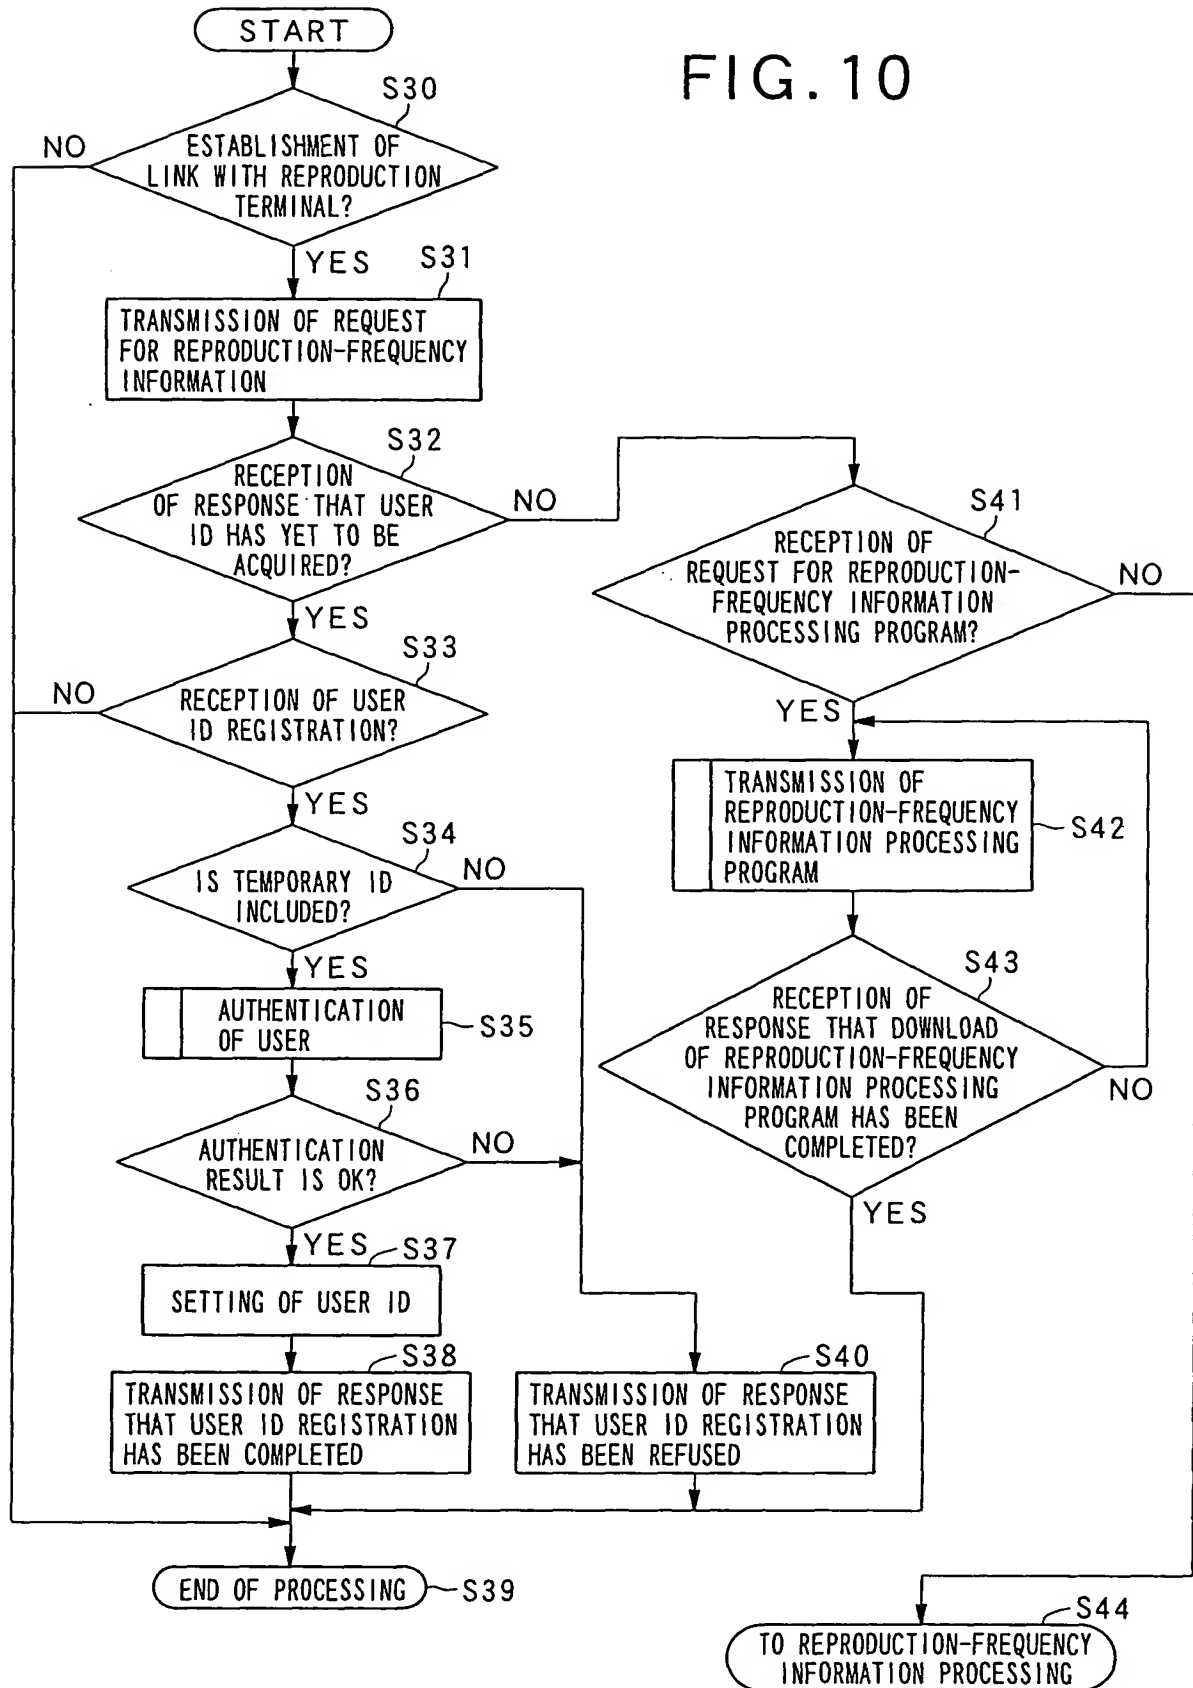 START
FIG. 10
S30
NO
ESTABLISHMENT OF
LINK WITH REPRODUCTION
TERMINAL?
YES
S31
TRANSMISSION OF REQUEST
FOR REPRODUCTION-FREQUENCY
INFORMATION
S32
RECEPTION
OF RESPONSE THAT USER
ID HAS YET TO BE
ACQUIRED?
NO
YES
S33
NO
RECEPTION OF USER
ID REGISTRATION?
YES
S34
NO
IS TEMPORARY ID
INCLUDED?
YES
AUTHENTICATION
OF USER
S35
S36
AUTHENTICATION
RESULT IS OK?
NO
YES
S37
SETTING OF USER ID
S38
TRANSMISSION OF RESPONSE
THAT USER ID REGISTRATION
HAS BEEN COMPLETED
S40
TRANSMISSION OF RESPONSE
THAT USER ID REGISTRATION
HAS BEEN REFUSED
END OF PROCESSING
S39
S41
RECEPTION OF
REQUEST FOR REPRODUCTION-
FREQUENCY INFORMATION
PROCESSING PROGRAM?
NO
YES
TRANSMISSION OF
REPRODUCTION-FREQUENCY
INFORMATION PROCESSING
PROGRAM
S42
S43
RECEPTION OF
RESPONSE THAT DOWNLOAD
OF REPRODUCTION-FREQUENCY
INFORMATION PROCESSING
PROGRAM HAS BEEN
COMPLETED?
NO
YES
S44
TO REPRODUCTION-FREQUENCY
INFORMATION PROCESSING